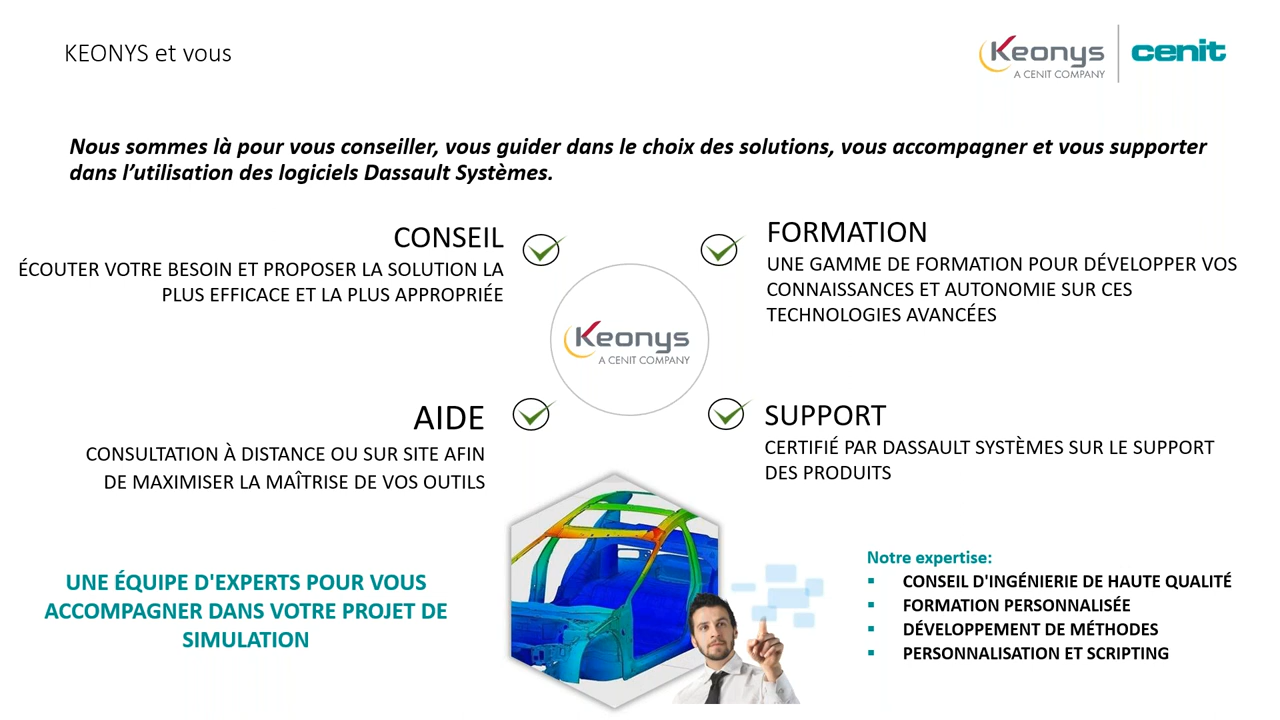 KEONYS et vous
Keonys
A CENIT COMPANY
cenit
Nous sommes là pour vous conseiller, vous guider dans le choix des solutions, vous accompagner et vous supporter
dans l’utilisation des logiciels Dassault Systèmes.
CONSEIL
ÉCOUTER VOTRE BESOIN ET PROPOSER LA SOLUTION LA
PLUS EFFICACE ET LA PLUS APPROPRIÉE
FORMATION
UNE GAMME DE FORMATION POUR DÉVELOPPER VOS
CONNAISSANCES ET AUTONOMIE SUR CES
TECHNOLOGIES AVANCÉES
Keonys
A CENIT COMPANY
AIDE
CONSULTATION À DISTANCE OU SUR SITE AFIN
DE MAXIMISER LA MAÎTRISE DE VOS OUTILS
SUPPORT
CERTIFIÉ PAR DASSAULT SYSTÈMES SUR LE SUPPORT
DES PRODUITS
UNE ÉQUIPE D'EXPERTS POUR VOUS
ACCOMPAGNER DANS VOTRE PROJET DE
SIMULATION
Notre expertise:
▪ CONSEIL D'INGÉNIERIE DE HAUTE QUALITÉ
▪ FORMATION PERSONNALISÉE
▪ DÉVELOPPEMENT DE MÉTHODES
▪ PERSONNALISATION ET SCRIPTING